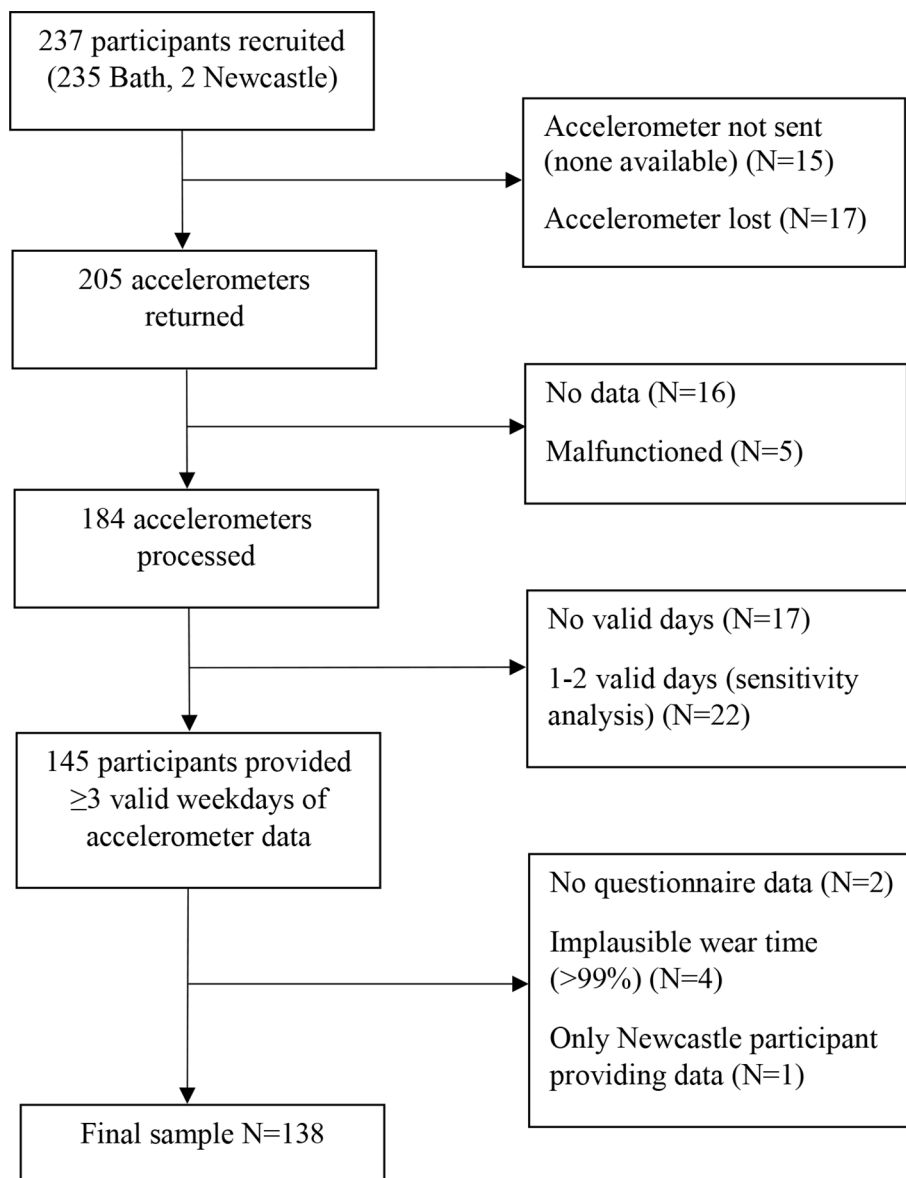 237 participants recruited
(235 Bath, 2 Newcastle)
Accelerometer not sent
(none available) (N=15)
Accelerometer lost (N=17)
205 accelerometers
returned
No data (N=16)
Malfunctioned (N=5)
184 accelerometers
processed
No valid days (N=17)
1-2 valid days (sensitivity
analysis) (N=22)
145 participants provided
≥3 valid weekdays of
accelerometer data
No questionnaire data (N=2)
Implausible wear time
(>99%) (N=4)
Only Newcastle participant
providing data (N=1)
Final sample N=138